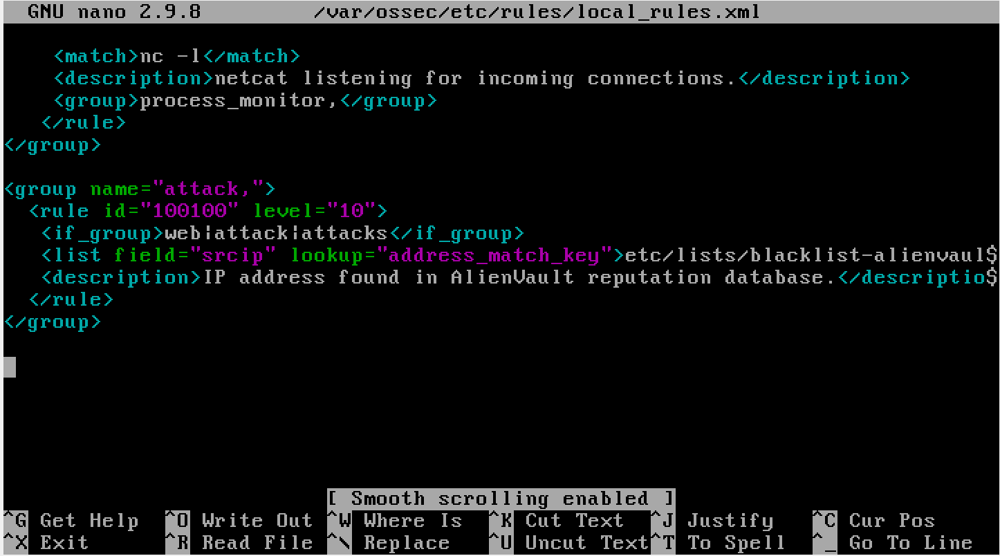 GNU nano 2.9.8 /var/ossec/etc/rules/local_rules.xml
<match>nc -l</match>
<description>netcat listening for incoming connections.</description>
<group>process_monitor,</group>
</rule>
</group>
<group name="attack,">
<rule id="100100" level="10">
<if_group>web|attack|attacks</if_group>
<list field="srcip" lookup="address_match_key">etc/lists/blacklist-alienvaul$
<description>IP address found in AlienVault reputation database.</descriptio$
</rule>
</group>
[ Smooth scrolling enabled ]
^G Get Help ^O Write Out ^W Where Is ^K Cut Text ^J Justify ^C Cur Pos
^X Exit ^R Read File ^\ Replace ^U Uncut Text ^T To Spell ^_ Go To Line